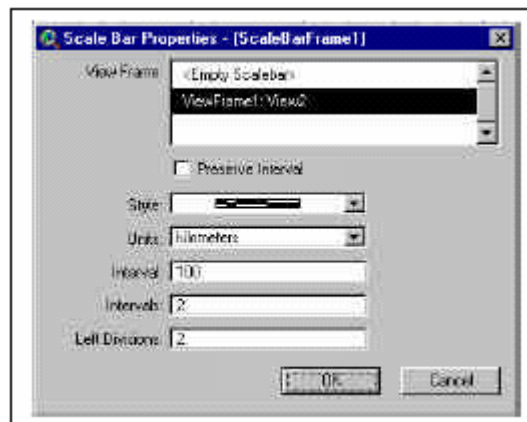 Scale Bar Properties - [ScaleBarFrame1]
View Frame
<Empty Scalebar>
ViewFrame1: View2
Preserve Interval
Style:
Units: kilometers
Interval: 100
Intervals: 2
Left Divisions: 2
OK Cancel